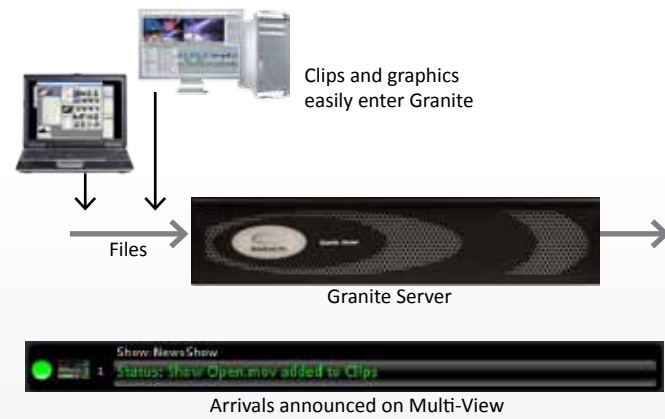 Clips and graphics
easily enter Granite
Files
Granite Server
Show: NewsShow
1 Status: Show Open.mov added to Clips
Arrivals announced on Multi-View